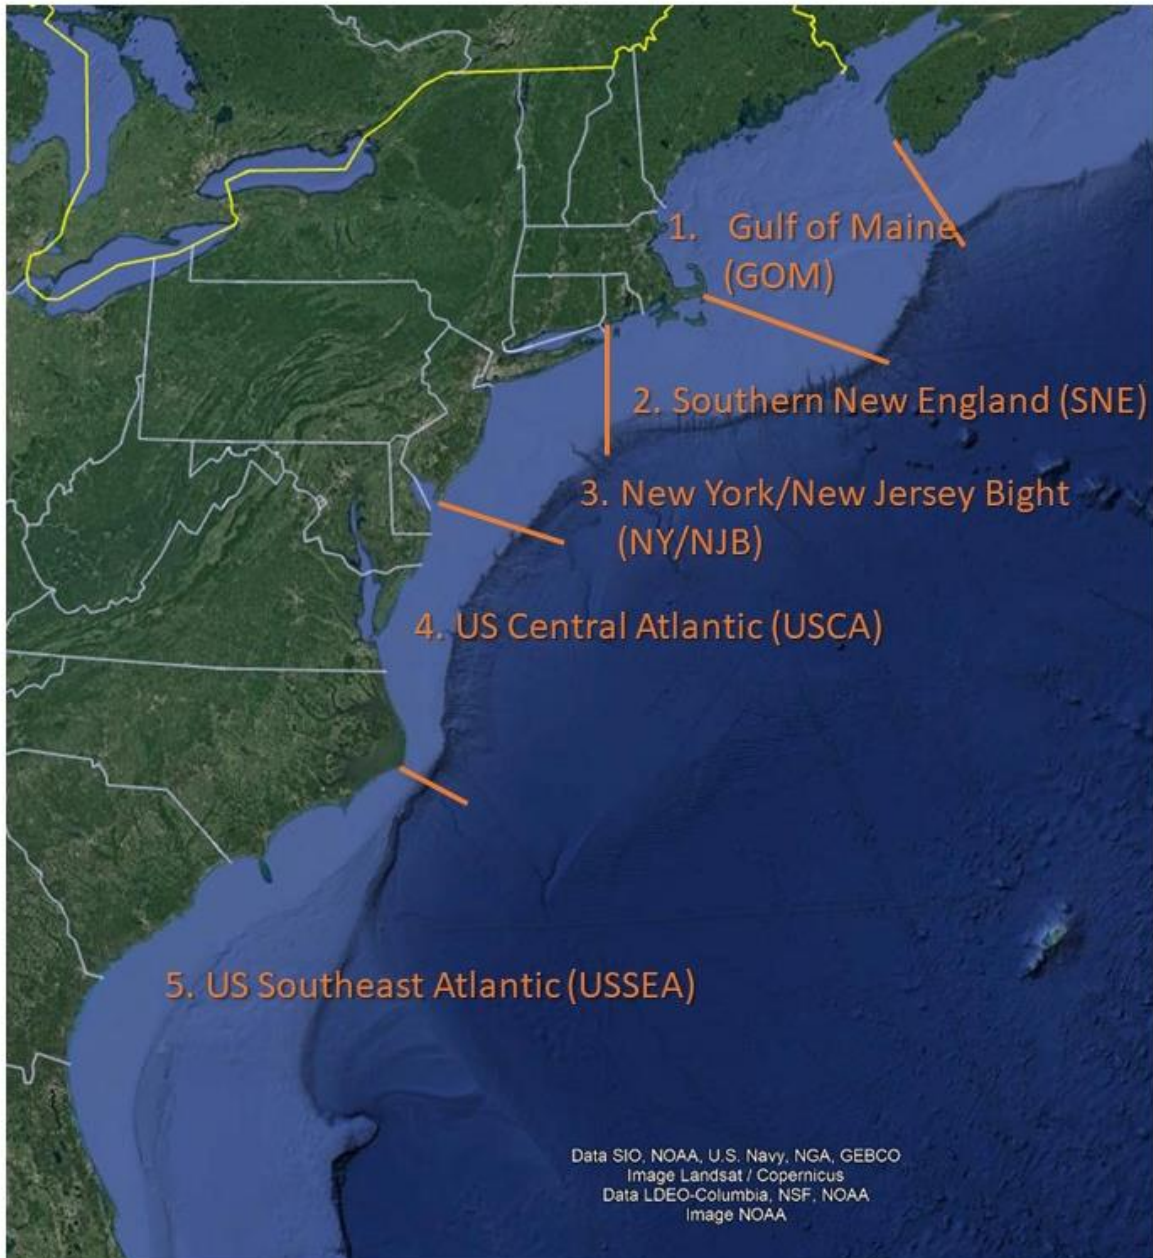 1. Gulf of Maine
(GOM)
2. Southern New England (SNE)
3. New York/New Jersey Bight
(NY/NJB)
4. US Central Atlantic (USCA)
5. US Southeast Atlantic (USSEA)
Data SIO, NOAA, U.S. Navy, NGA, GEBCO
Image Landsat / Copernicus
Data LDEO-Columbia, NSF, NOAA
Image NOAA